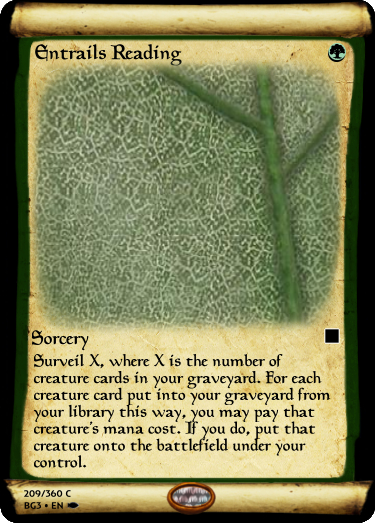 Entrails Reading
Sorcery
Surveil X, where X is the number of
creature cards in your graveyard. For each
creature card put into your graveyard from
your library this way, you may pay that
creature's mana cost. If you do, put that
creature onto the battlefield under your
control.
209/360 C
BG3 • EN